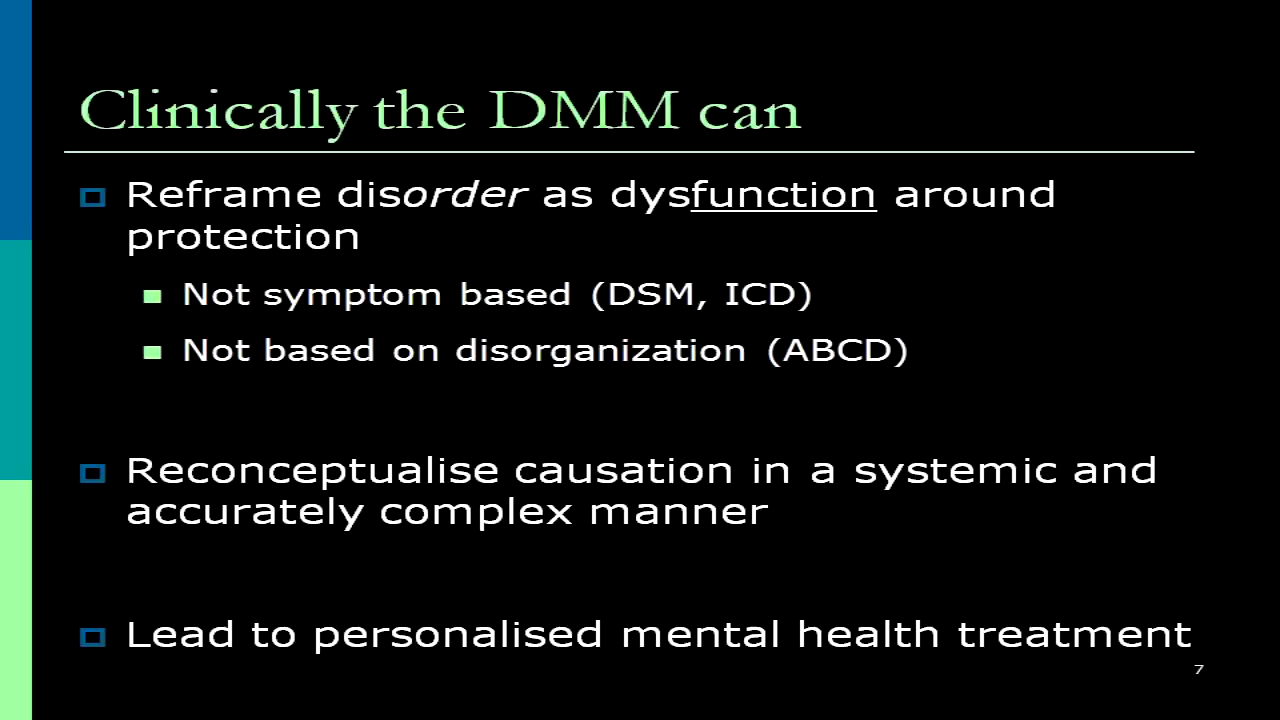 Clinically the DMM can
Reframe disorder as dysfunction around
protection
Not symptom based (DSM, ICD)
Not based on disorganization (ABCD)
Reconceptualise causation in a systemic and
accurately complex manner
Lead to personalised mental health treatment
7